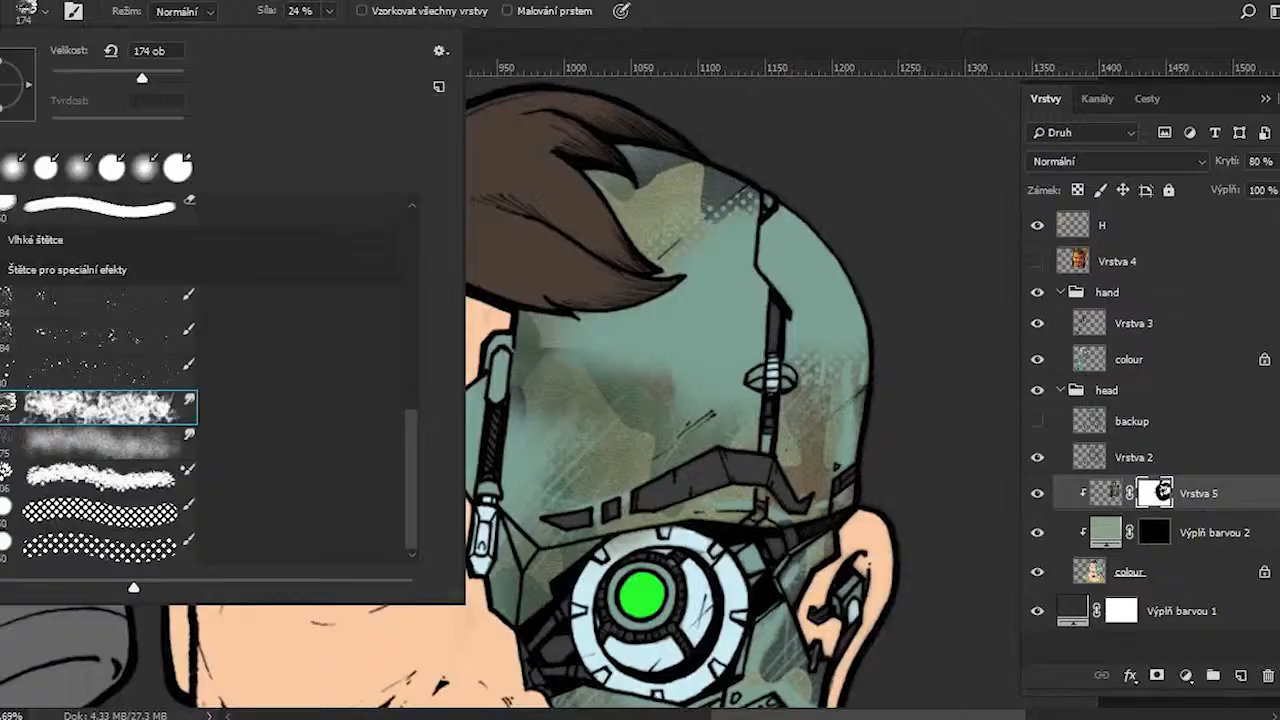 174 Režim: Normální Síla: 24 % Vzorkovat všechny vrstvy Malování prstem
Velikost: 174 ob
Tvrdost:
Vlhké štětce
Štětce pro speciální efekty
950 1000 1050 1100 1150 1200 1250 1300 1350 1400 1450 1500
Vrstvy Kanály Cesty
Druh
Normální Krytí: 80 %
Zámek: Výplň: 100 %
H
Vrstva 4
hand
Vrstva 3
colour
head
backup
Vrstva 2
Vrstva 5
Výplň barvou 2
colour
Výplň barvou 1
Dok: 4,33 MB/27,3 MB